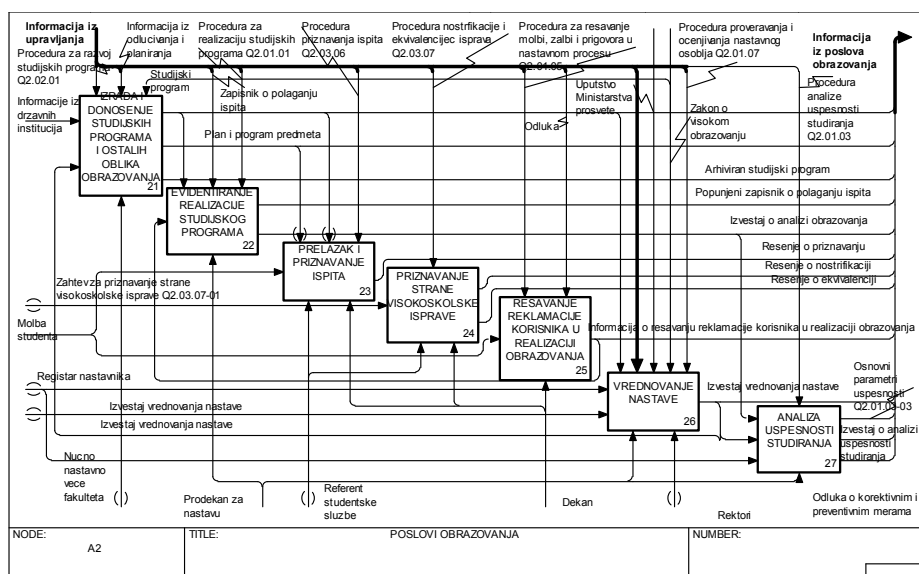 Informacija iz
upravljanja
Informacija iz
odlucivanja i
planiranja
Procedura za
realizaciju studijskih
programa Q2.01.01
Procedura
priznavanja ispita
Q2.03.06
Procedura nostrfikacije i
ekvivalencijec isprava
Q2.03.07
Procedura za resavanje
molbi, zalbi i prigovora u
nastavnom procesu
Q2.01.05
Procedura proveravanja i
ocenjivanja nastavnog
osoblja Q2.01.07
Informacija
iz poslova
obrazovanja
Procedura za razvoj
studijskih programa
Q2.02.01
Studijski
program
Zapisnik o polaganju
ispita
Plan i program predmeta
Odluka
Uputstvo
Ministarstva
prosvete
Zakon o
visokom
obrazovanju
Procedura
analize
uspesnosti
studiranja
Q2.01.03
Informacije iz
drzavnih
institucija
IZRADA I
DONOSENJE
STUDIJSKIH
PROGRAMA
I OSTALIH
OBLIKA
OBRAZOVANJA
21
Arhiviran studijski program
EVIDENTIRANJE
REALIZACIJE
STUDIJSKOG
PROGRAMA
22
Popunjeni zapisnik o polaganju ispita
Izvestaj o analizi obrazovanja
PRELAZAK I
PRIZNAVANJE
ISPITA
23
Resenje o priznavanju
Resenje o nostrifikaciji
Resenje o ekvivalenciji
Zahtev za priznavanje strane
visokoskolske isprave Q2.03.07-01
PRIZNAVANJE
STRANE
VISOKOSKOLSKE
ISPRAVE
24
Molba
studenta
RESAVANJE
REKLAMACIJE
KORISNIKA U
REALIZACIJI
OBRAZOVANJA
25
Informacija o resavanju reklamacije korisnika u realizaciji obrazovanja
Registar nastavnika
VREDNOVANJE
NASTAVE
26
Izvestaj vrednovanja nastave
Osnovni
parametri
uspesnosti
Q2.01.03-03
Izvestaj vrednovanja nastave
Izvestaj vrednovanja nastave
ANALIZA
USPESNOSTI
STUDIRANJA
27
Izvestaj o analizi
uspesnosti
studiranja
Nucno
nastavno
vece
fakulteta
Prodekan za
nastavu
Referent
studentske
sluzbe
Dekan
Rektori
Odluka o korektivnim i
preventivnim merama
NODE:
A2
TITLE:
POSLOVI OBRAZOVANJA
NUMBER: